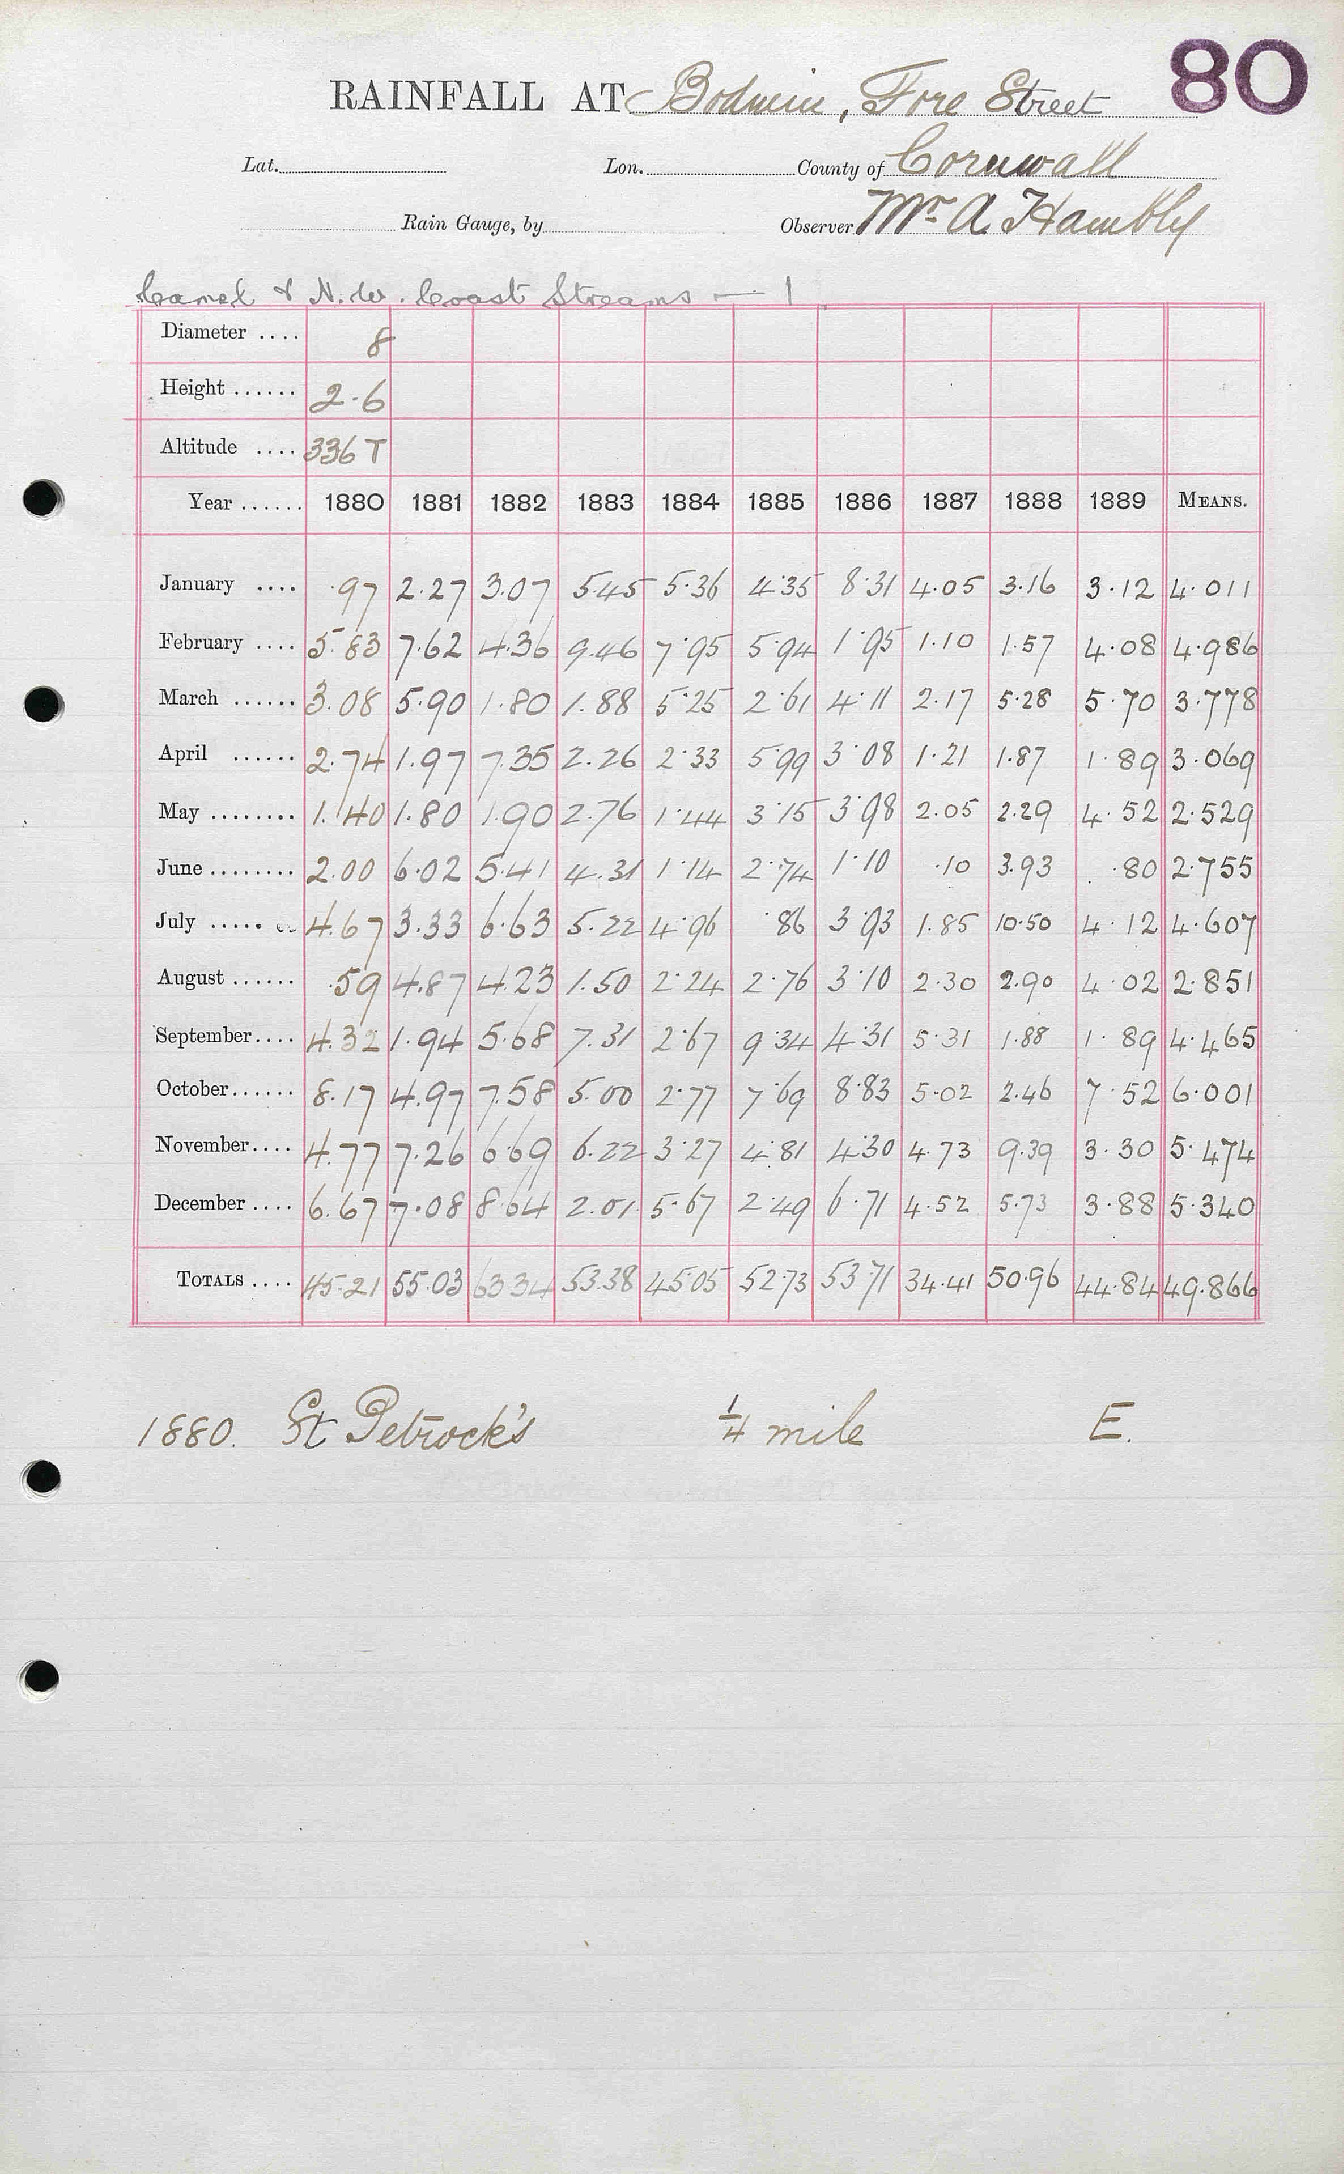 80
RAINFALL AT Bodmin, Fore Street
Lat. Lon. County of Cornwall
Rain Gauge, by Observer Mr A Hambly
Camel & N.W. Coast Streams — 1
Diameter .... 8
Height ...... 2.6
Altitude .... 336 T
Year ...... 1880 1881 1882 1883 1884 1885 1886 1887 1888 1889 MEANS.
January .... .97 2.27 3.07 5.45 5.36 4.35 8.31 4.05 3.16 3.12 4.011
February .... 5.83 7.62 4.36 9.46 7.95 5.94 1.95 1.10 1.57 4.08 4.986
March ...... 3.08 5.90 1.80 1.88 5.25 2.61 4.11 2.17 5.28 5.70 3.778
April ...... 2.74 1.97 7.35 2.26 2.33 5.99 3.08 1.21 1.87 1.89 3.069
May ........ 1.40 1.80 1.90 2.76 1.44 3.15 3.98 2.05 2.29 4.52 2.529
June ........ 2.00 6.02 5.41 4.31 1.14 2.74 1.10 .10 3.93 .80 2.755
July ..... 4.67 3.33 6.63 5.22 4.96 .86 3.93 1.85 10.50 4.12 4.607
August ...... .59 4.87 4.23 1.50 2.24 2.76 3.10 2.30 2.90 4.02 2.851
September .... 4.32 1.94 5.68 7.31 2.67 9.34 4.31 5.31 1.88 1.89 4.465
October ...... 8.17 4.97 7.58 5.00 2.77 7.69 8.83 5.02 2.46 7.52 6.001
November .... 4.77 7.26 6.69 6.22 3.27 4.81 4.30 4.73 9.39 3.30 5.474
December .... 6.67 7.08 8.64 2.01 5.67 2.49 6.71 4.52 5.73 3.88 5.340
TOTALS .... 45.21 55.03 63.34 53.38 45.05 52.73 53.71 34.41 50.96 44.84 49.866
1880. St Petrock's 1/4 mile E.